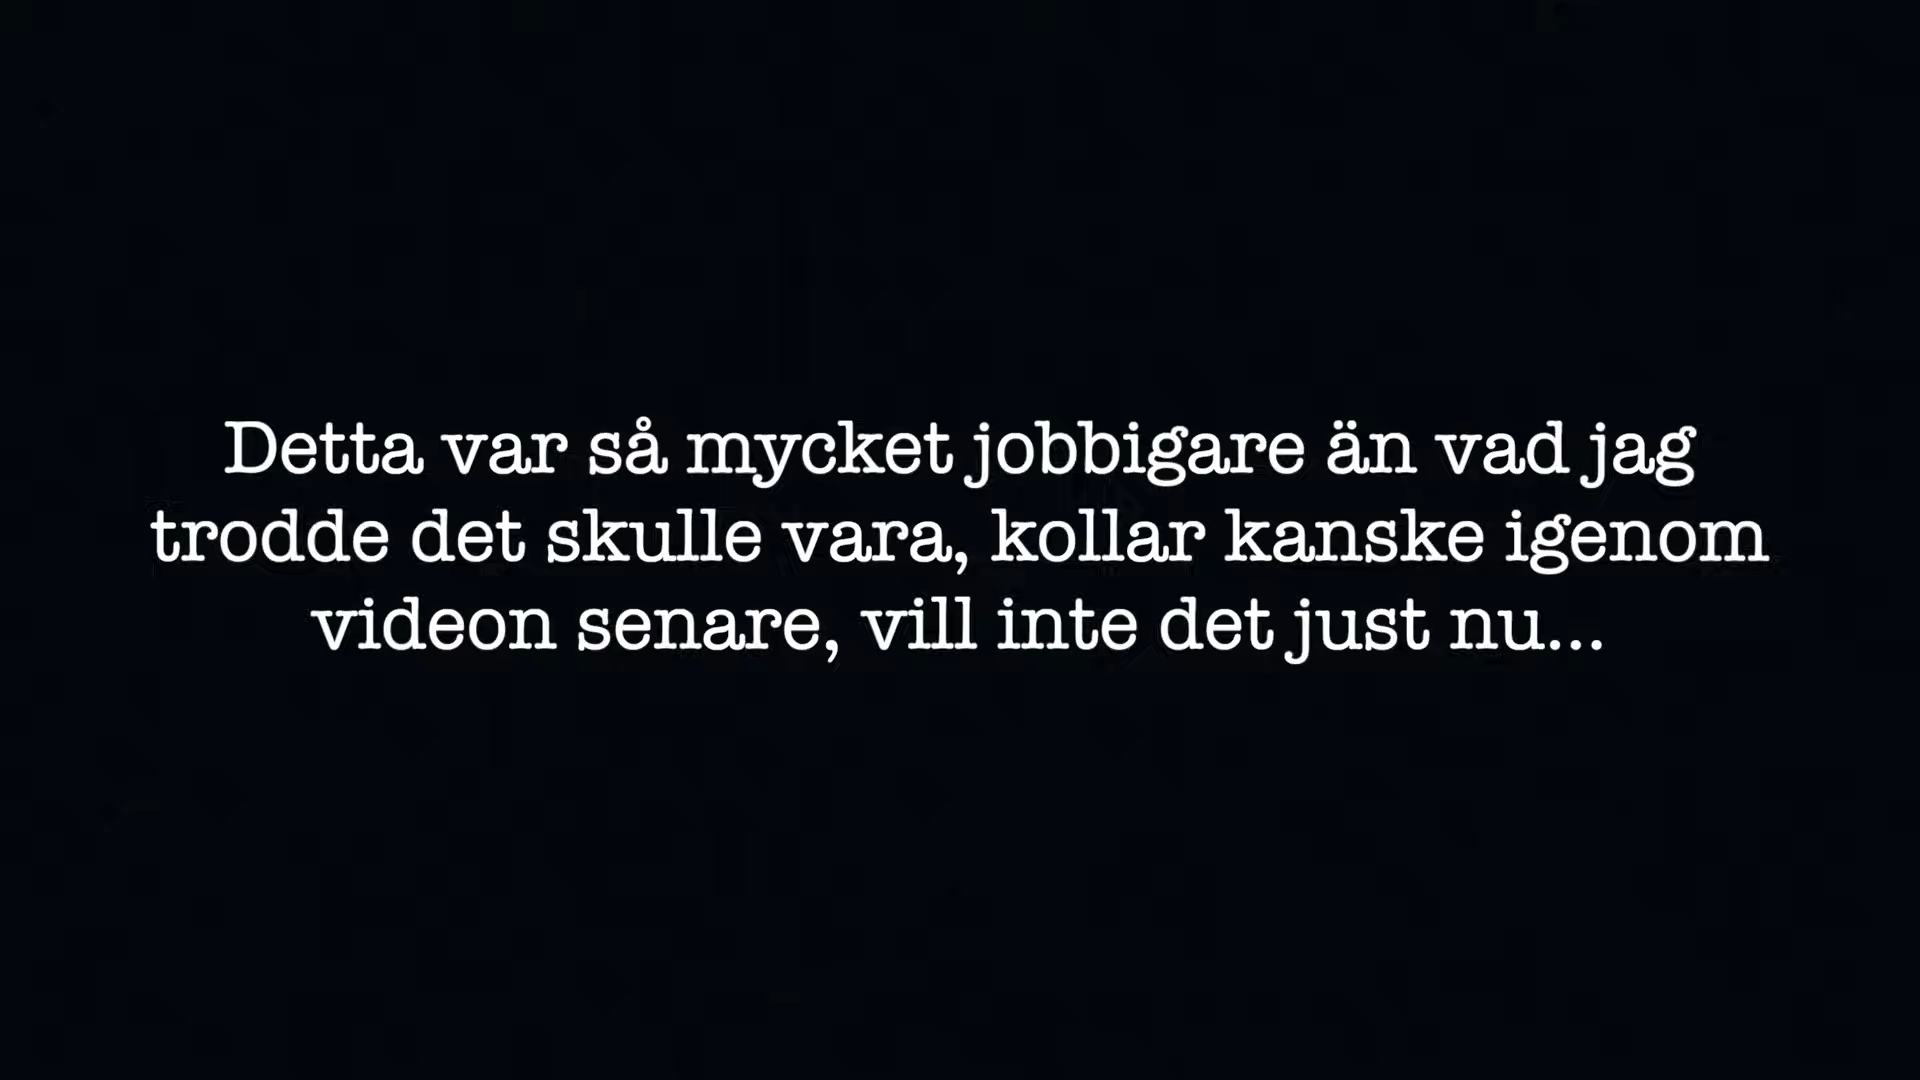 Detta var så mycket jobbigare än vad jag
trodde det skulle vara, kollar kanske igenom
videon senare, vill inte det just nu...